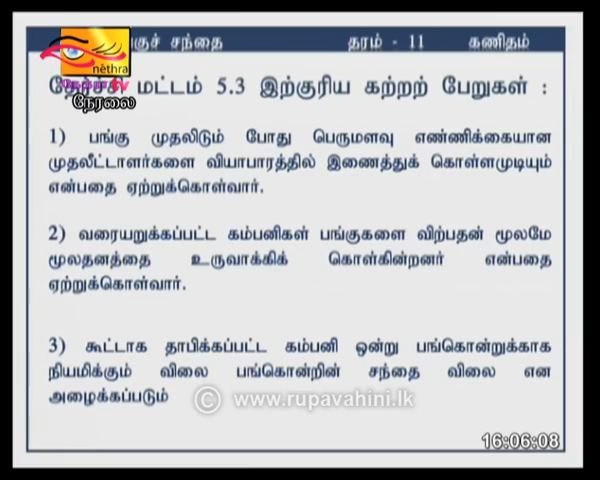 சந்தை தரம் - 11 கணிதம்
nēthra
tv
நேரலை
மட்டம் 5.3 இற்குரிய கற்றற் பேறுகள் :
1) பங்கு முதலிடும் போது பெருமளவு எண்ணிக்கையான
முதலீட்டாளர்களை வியாபாரத்தில் இணைத்துக் கொள்ளமுடியும்
என்பதை ஏற்றுக்கொள்வார்.
2) வரையறுக்கப்பட்ட கம்பனிகள் பங்குகளை விற்பதன் மூலமே
மூலதனத்தை உருவாக்கிக் கொள்கின்றனர் என்பதை
ஏற்றுக்கொள்வார்.
3) கூட்டாக தாபிக்கப்பட்ட கம்பனி ஒன்று பங்கொன்றுக்காக
நியமிக்கும் விலை பங்கொன்றின் சந்தை விலை என
அழைக்கப்படும்
© www.rupavahini.lk
16:06:08